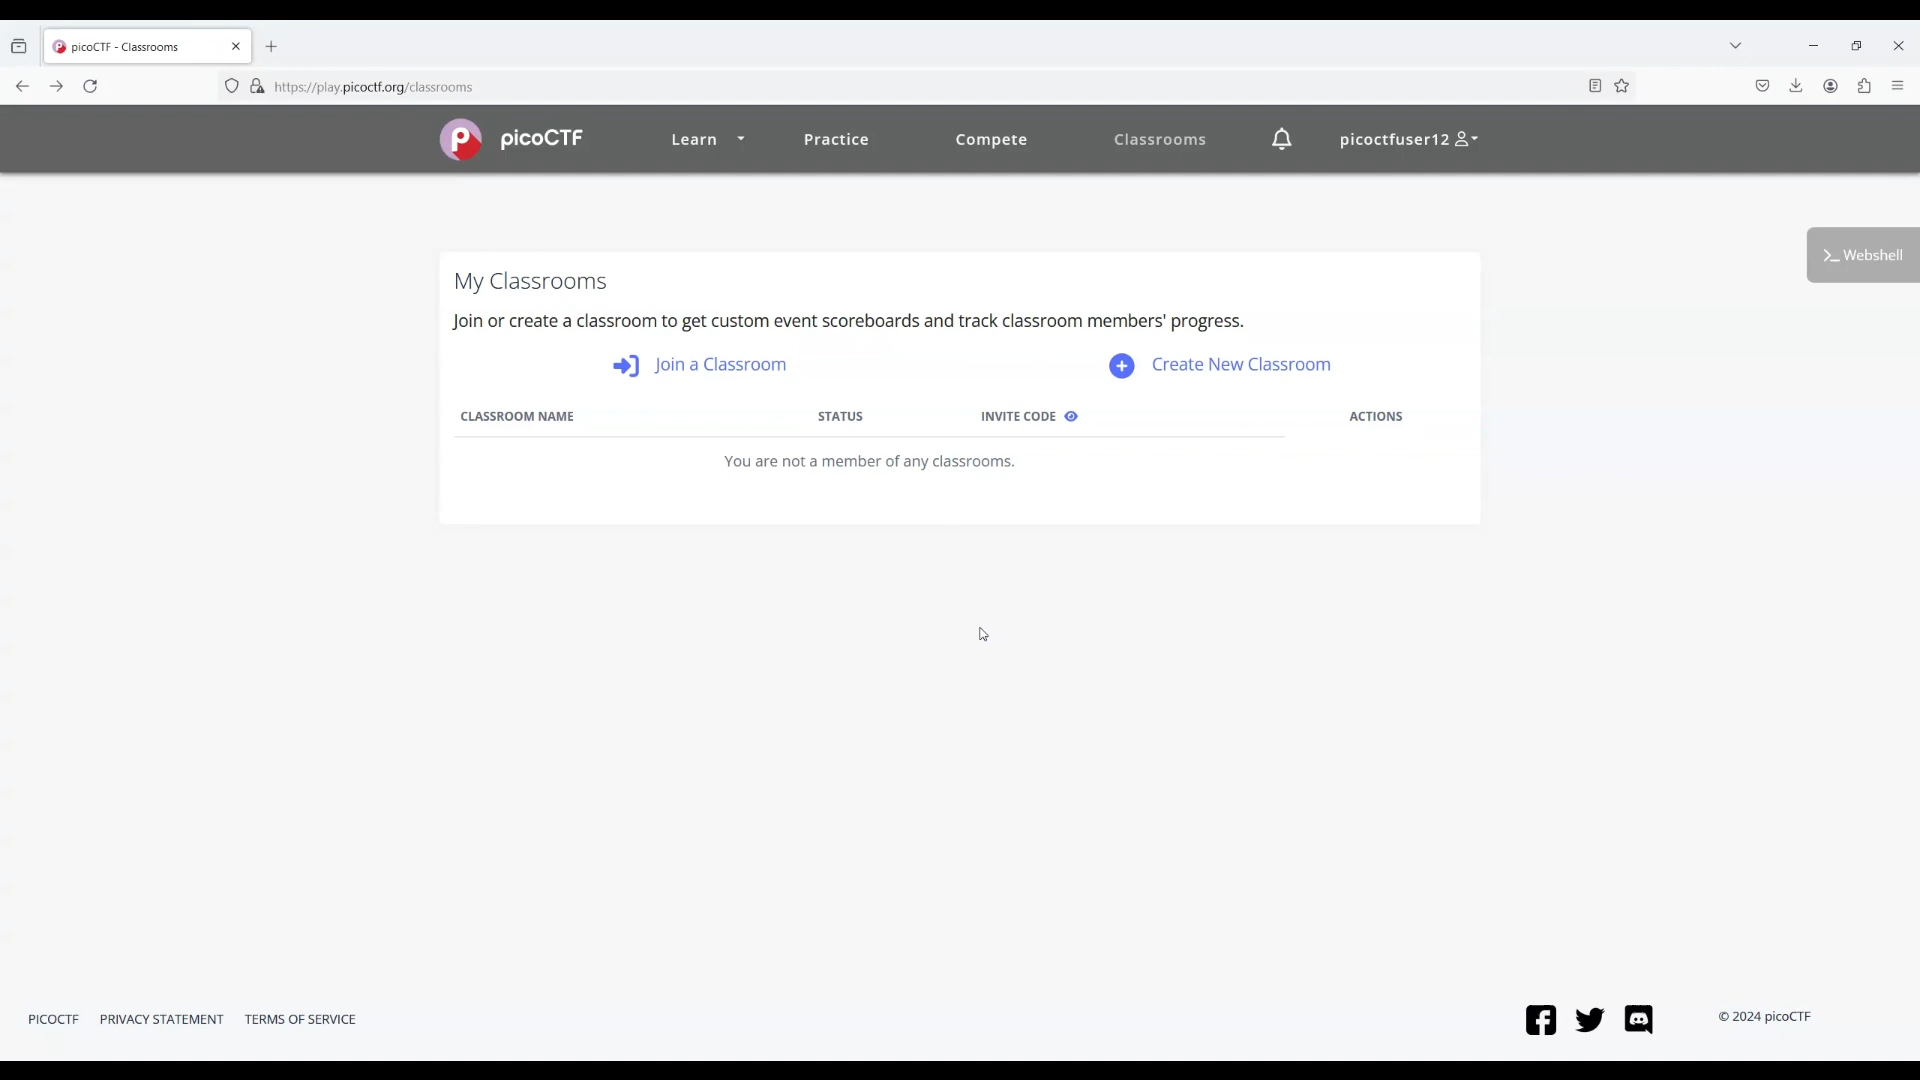 picoCTF - Classrooms
https://play.picoctf.org/classrooms
picoCTF Learn Practice Compete Classrooms picoctfuser12
>_ Webshell
My Classrooms
Join or create a classroom to get custom event scoreboards and track classroom members' progress.
Join a Classroom Create New Classroom
CLASSROOM NAME STATUS INVITE CODE ACTIONS
You are not a member of any classrooms.
PICOCTF PRIVACY STATEMENT TERMS OF SERVICE © 2024 picoCTF